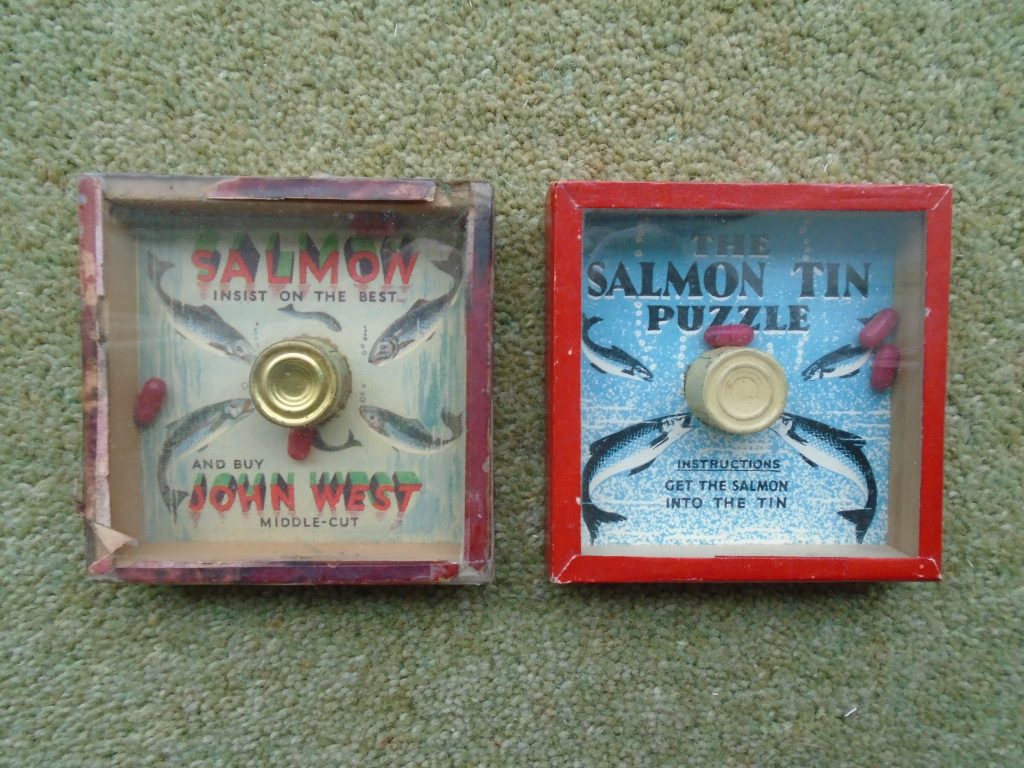 SALMON
INSIST ON THE BEST
AND BUY
JOHN WEST
MIDDLE-CUT
THE
SALMON TIN
PUZZLE
INSTRUCTIONS
GET THE SALMON
INTO THE TIN